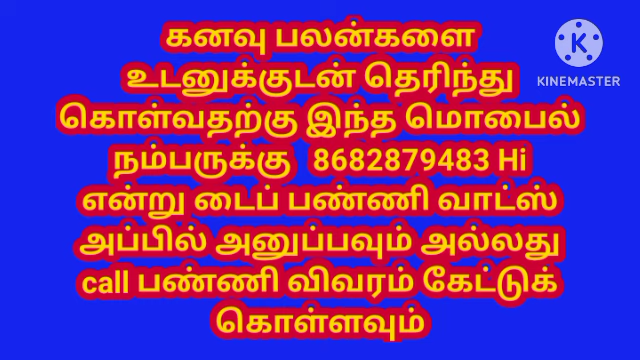 கனவு பலன்களை
உடனுக்குடன் தெரிந்து
கொள்வதற்கு இந்த மொபைல்
நம்பருக்கு 8682879483 Hi
என்று டைப் பண்ணி வாட்ஸ்
அப்பில் அனுப்பவும் அல்லது
call பண்ணி விவரம் கேட்டுக்
கொள்ளவும்
K
KINEMASTER